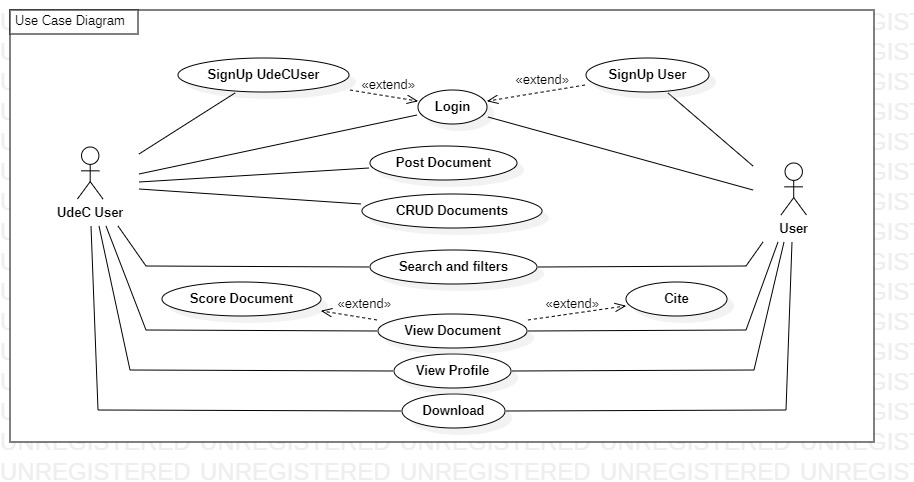 Use Case Diagram
SignUp UdeCUser
SignUp User
«extend»
«extend»
Login
Post Document
UdeC User
CRUD Documents
User
Search and filters
Score Document
«extend»
«extend»
Cite
View Document
View Profile
Download
UNREGISTERED UNREGISTERED UNREGISTERED UNREGISTERED UNREGISTERED